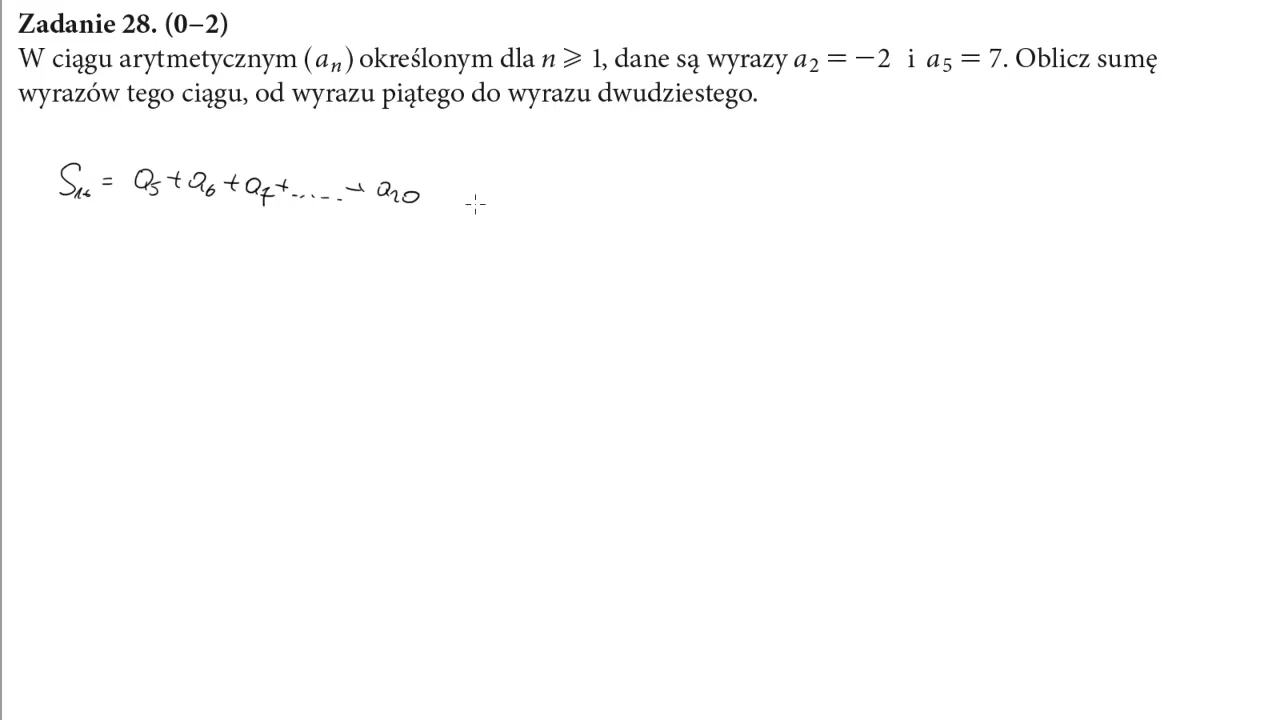 Zadanie 28. (0–2)
W ciągu arytmetycznym (aₙ) określonym dla n ⩾ 1, dane są wyrazy a₂ = −2 i a₅ = 7. Oblicz sumę
wyrazów tego ciągu, od wyrazu piątego do wyrazu dwudziestego.
S₁₆ = a₅ + a₆ + a₇ + ...... + a₂₀